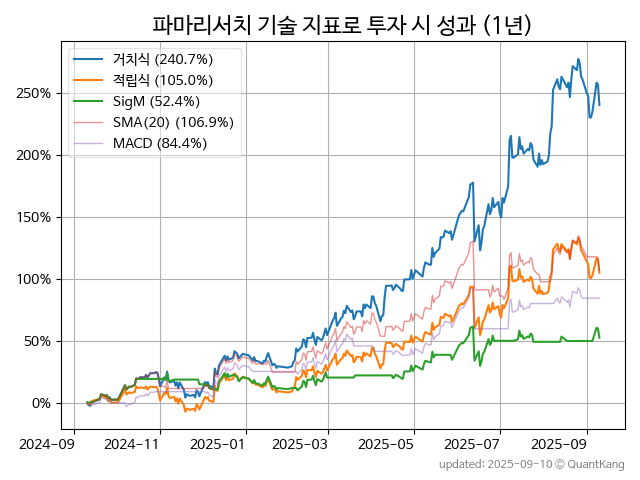 파마리서치 기술 지표로 투자 시 성과 (1년)
거치식 (240.7%)
적립식 (105.0%)
SigM (52.4%)
SMA(20) (106.9%)
MACD (84.4%)
250%
200%
150%
100%
50%
0%
2024-09 2024-11 2025-01 2025-03 2025-05 2025-07 2025-09
updated: 2025-09-10 © QuantKang